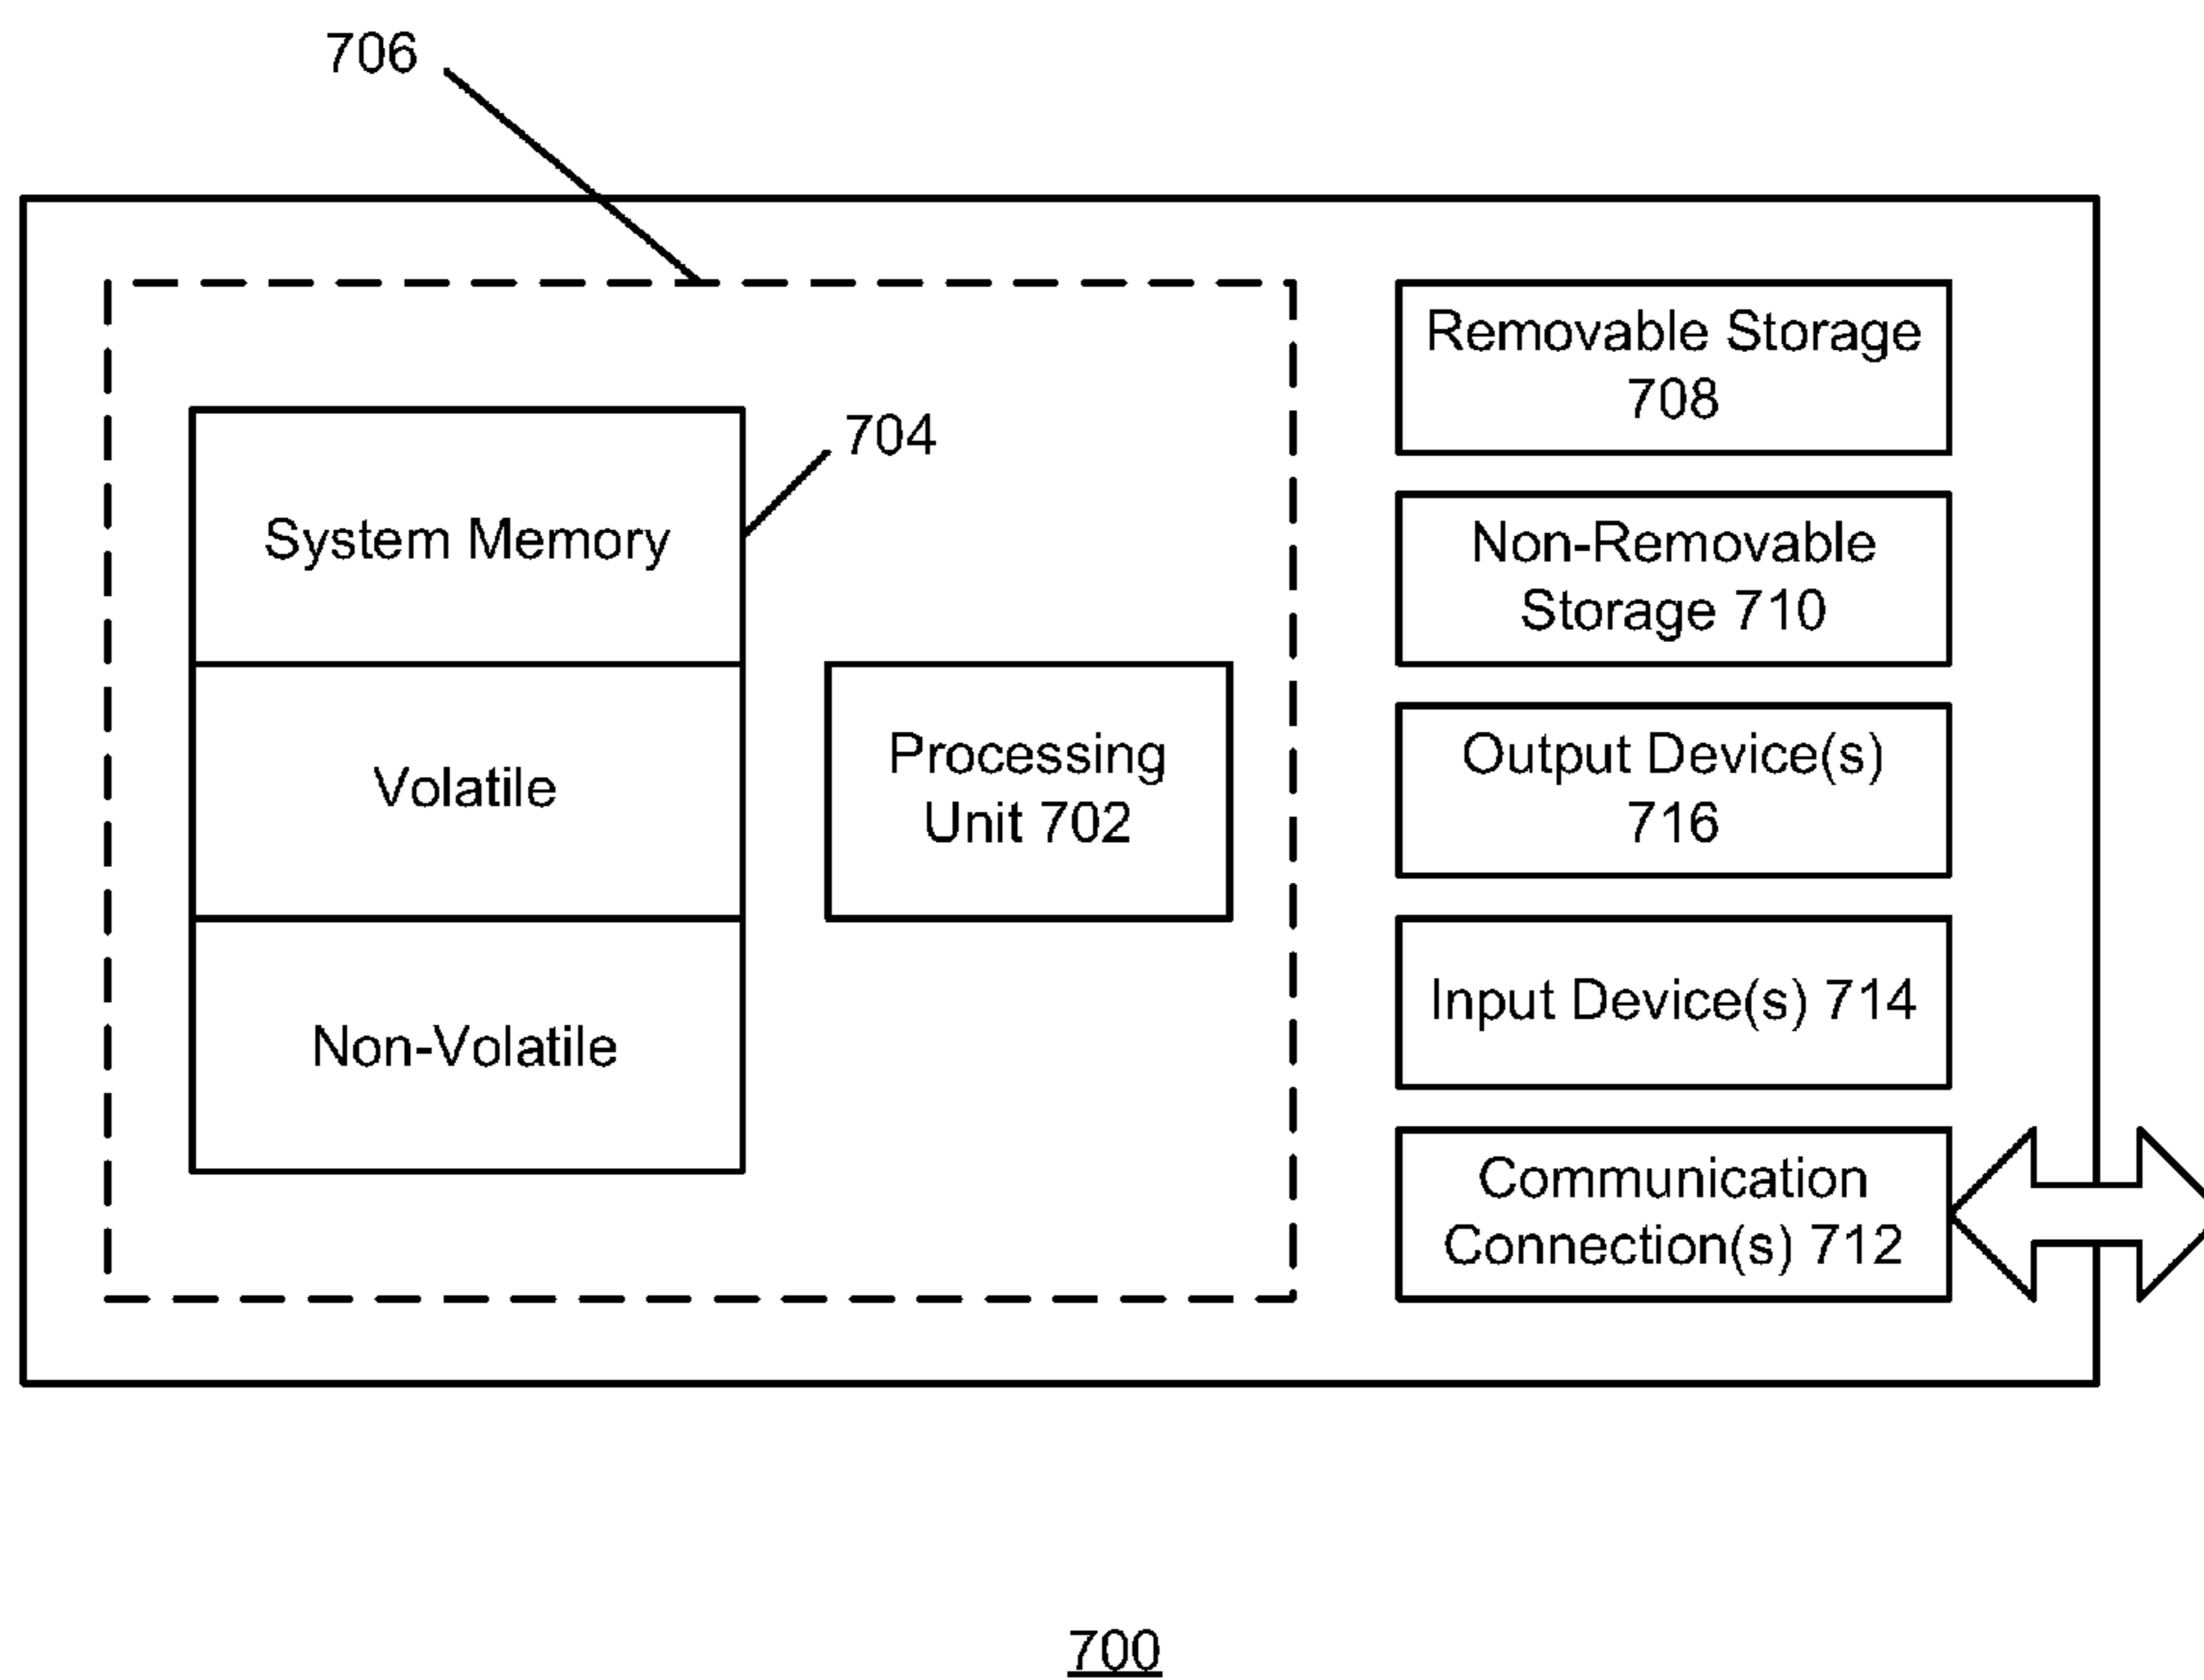 706
704
System Memory
Volatile
Non-Volatile
Processing
Unit 702
Removable Storage
708
Non-Removable
Storage 710
Output Device(s)
716
Input Device(s) 714
Communication
Connection(s) 712
700